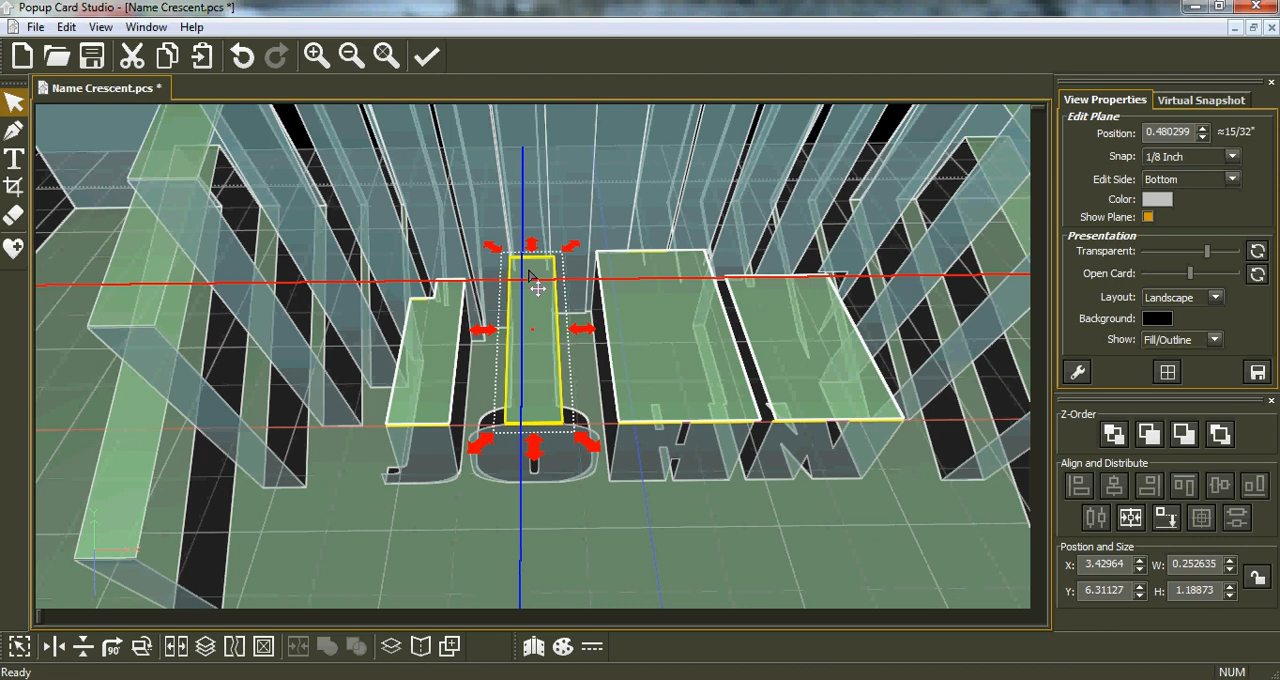 Popup Card Studio - [Name Crescent.pcs *]
File Edit View Window Help
Name Crescent.pcs *
View Properties Virtual Snapshot
Edit Plane
Position: 0.480299 ≈15/32"
Snap: 1/8 Inch
Edit Side: Bottom
Color:
Show Plane:
Presentation
Transparent:
Open Card:
Layout: Landscape
Background:
Show: Fill/Outline
Z-Order
Align and Distribute
Postion and Size
X: 3.42964 W: 0.252635
Y: 6.31127 H: 1.18873
JOHN
90°
Ready NUM